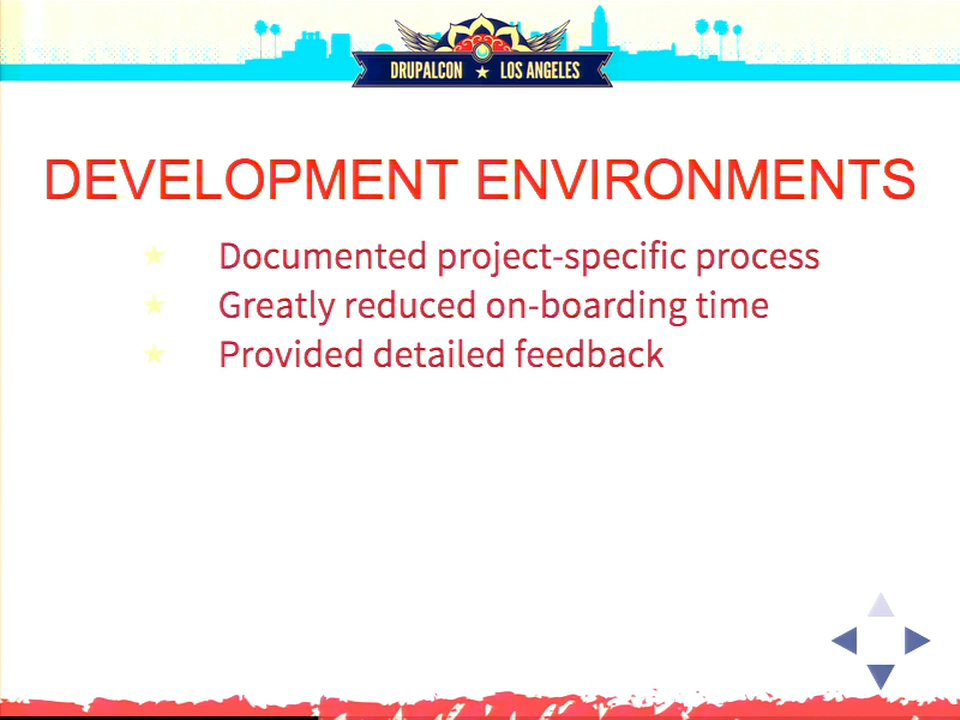 DRUPALCON ★ LOS ANGELES
DEVELOPMENT ENVIRONMENTS
★ Documented project-specific process
★ Greatly reduced on-boarding time
★ Provided detailed feedback